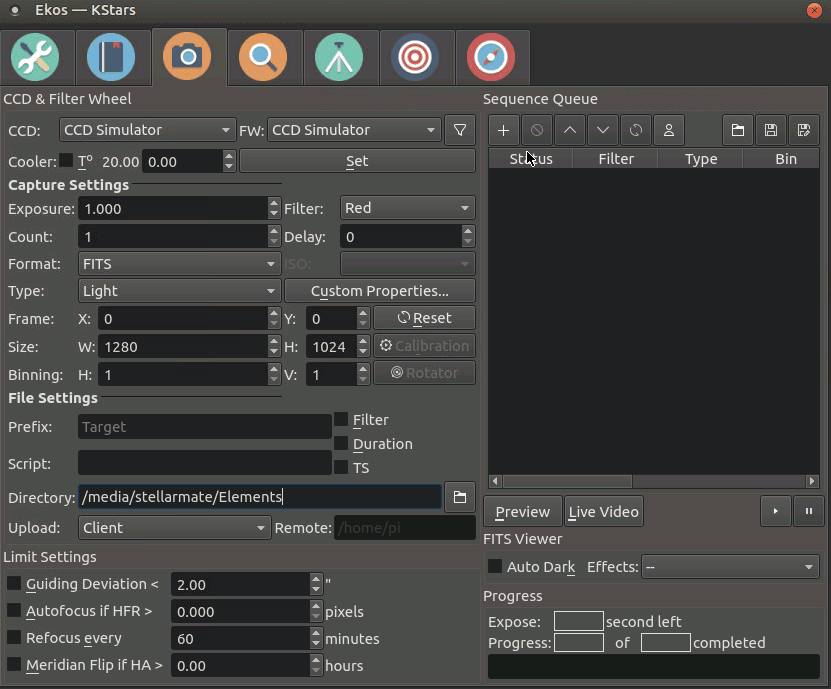 Ekos — KStars
CCD & Filter Wheel
CCD: CCD Simulator FW: CCD Simulator
Cooler: Tº 20.00 0.00 Set
Capture Settings
Exposure: 1.000 Filter: Red
Count: 1 Delay: 0
Format: FITS ISO:
Type: Light Custom Properties...
Frame: X: 0 Y: 0 Reset
Size: W: 1280 H: 1024 Calibration
Binning: H: 1 V: 1 Rotator
File Settings
Prefix: Target Filter
Duration
Script: TS
Directory: /media/stellarmate/Elements
Upload: Client Remote: /home/pi
Limit Settings
Guiding Deviation < 2.00 "
Autofocus if HFR > 0.000 pixels
Refocus every 60 minutes
Meridian Flip if HA > 0.00 hours
Sequence Queue
Status Filter Type Bin
Preview Live Video
FITS Viewer
Auto Dark Effects: --
Progress
Expose: second left
Progress: of completed